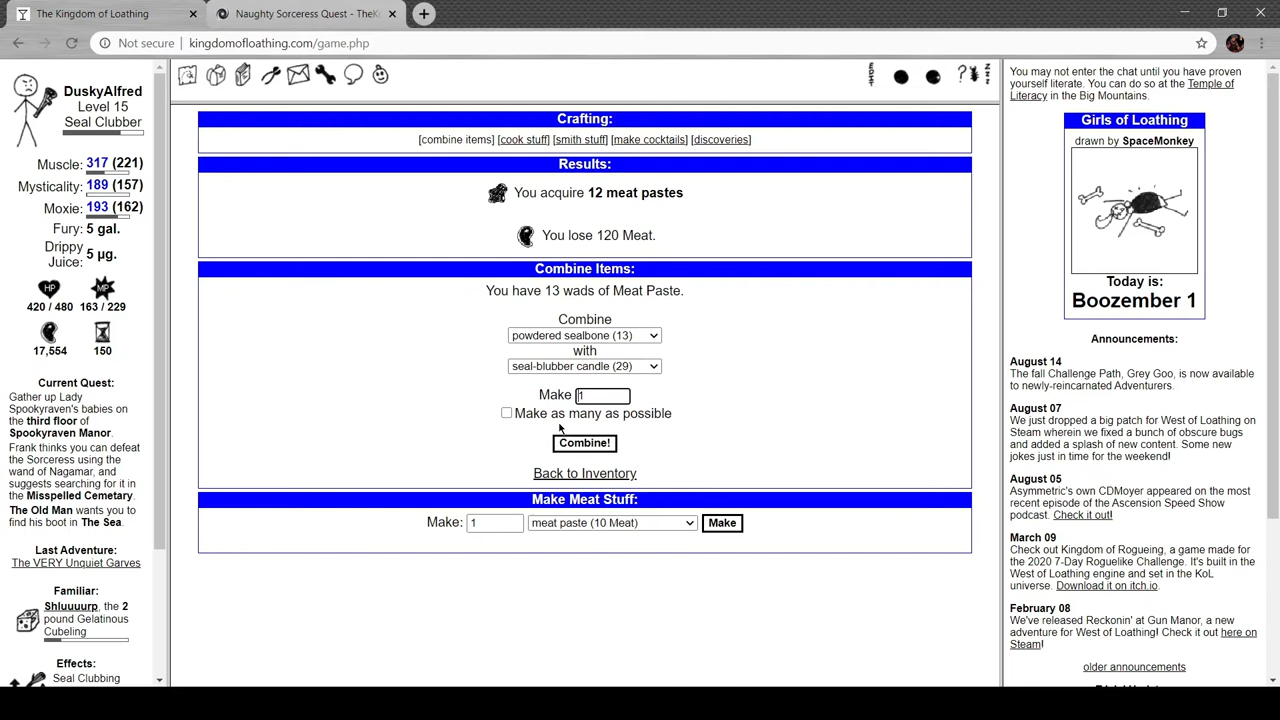 The Kingdom of Loathing
Naughty Sorceress Quest - TheK
Not secure | kingdomofloathing.com/game.php
DuskyAlfred
Level 15
Seal Clubber
Muscle: 317 (221)
Mysticality: 189 (157)
Moxie: 193 (162)
Fury: 5 gal.
Drippy
Juice: 5 µg.
HP
MP
420 / 480
163 / 229
17,554
150
Current Quest:
Gather up Lady
Spookyraven's babies on
the third floor of
Spookyraven Manor.
Frank thinks you can defeat
the Sorceress using the
wand of Nagamar, and
suggests searching for it in
the Misspelled Cemetary.
The Old Man wants you to
find his boot in The Sea.
Last Adventure:
The VERY Unquiet Garves
Familiar:
Shluuuurp, the 2
pound Gelatinous
Cubeling
Effects:
Seal Clubbing
Crafting:
[combine items] [cook stuff] [smith stuff] [make cocktails] [discoveries]
Results:
You acquire 12 meat pastes
You lose 120 Meat.
Combine Items:
You have 13 wads of Meat Paste.
Combine
powdered sealbone (13)
with
seal-blubber candle (29)
Make 1
Make as many as possible
Combine!
Back to Inventory
Make Meat Stuff:
Make: 1 meat paste (10 Meat) Make
You may not enter the chat until you have proven
yourself literate. You can do so at the Temple of
Literacy in the Big Mountains.
Girls of Loathing
drawn by SpaceMonkey
Today is:
Boozember 1
Announcements:
August 14
The fall Challenge Path, Grey Goo, is now available
to newly-reincarnated Adventurers.
August 07
We just dropped a big patch for West of Loathing on
Steam wherein we fixed a bunch of obscure bugs
and added a splash of new content. Some new
jokes just in time for the weekend!
August 05
Asymmetric's own CDMoyer appeared on the most
recent episode of the Ascension Speed Show
podcast. Check it out!
March 09
Check out Kingdom of Rogueing, a game made for
the 2020 7-Day Roguelike Challenge. It's built in the
West of Loathing engine and set in the KoL
universe. Download it on itch.io.
February 08
We've released Reckonin' at Gun Manor, a new
adventure for West of Loathing! Check it out here on
Steam!
older announcements